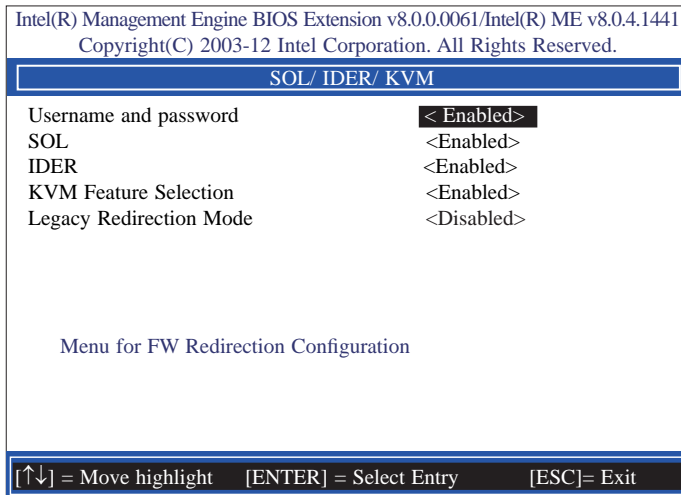 Intel(R) Management Engine BIOS Extension v8.0.0.0061/Intel(R) ME v8.0.4.1441
Copyright(C) 2003-12 Intel Corporation. All Rights Reserved.
SOL/ IDER/ KVM
Username and password < Enabled>
SOL <Enabled>
IDER <Enabled>
KVM Feature Selection <Enabled>
Legacy Redirection Mode <Disabled>
Menu for FW Redirection Configuration
[↑↓] = Move highlight [ENTER] = Select Entry [ESC]= Exit